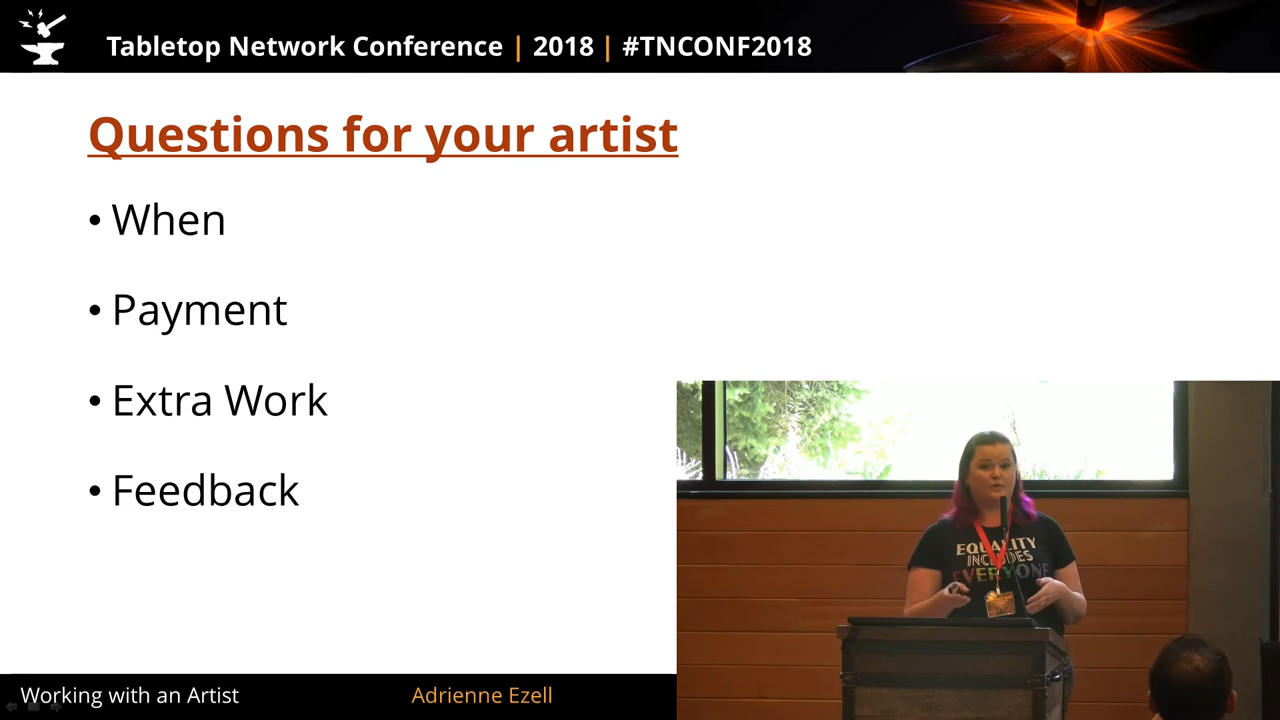 Tabletop Network Conference | 2018 | #TNCONF2018
Questions for your artist
• When
• Payment
• Extra Work
• Feedback
EQUALITY
INCLUDES
EVERYONE
Working with an Artist
Adrienne Ezell